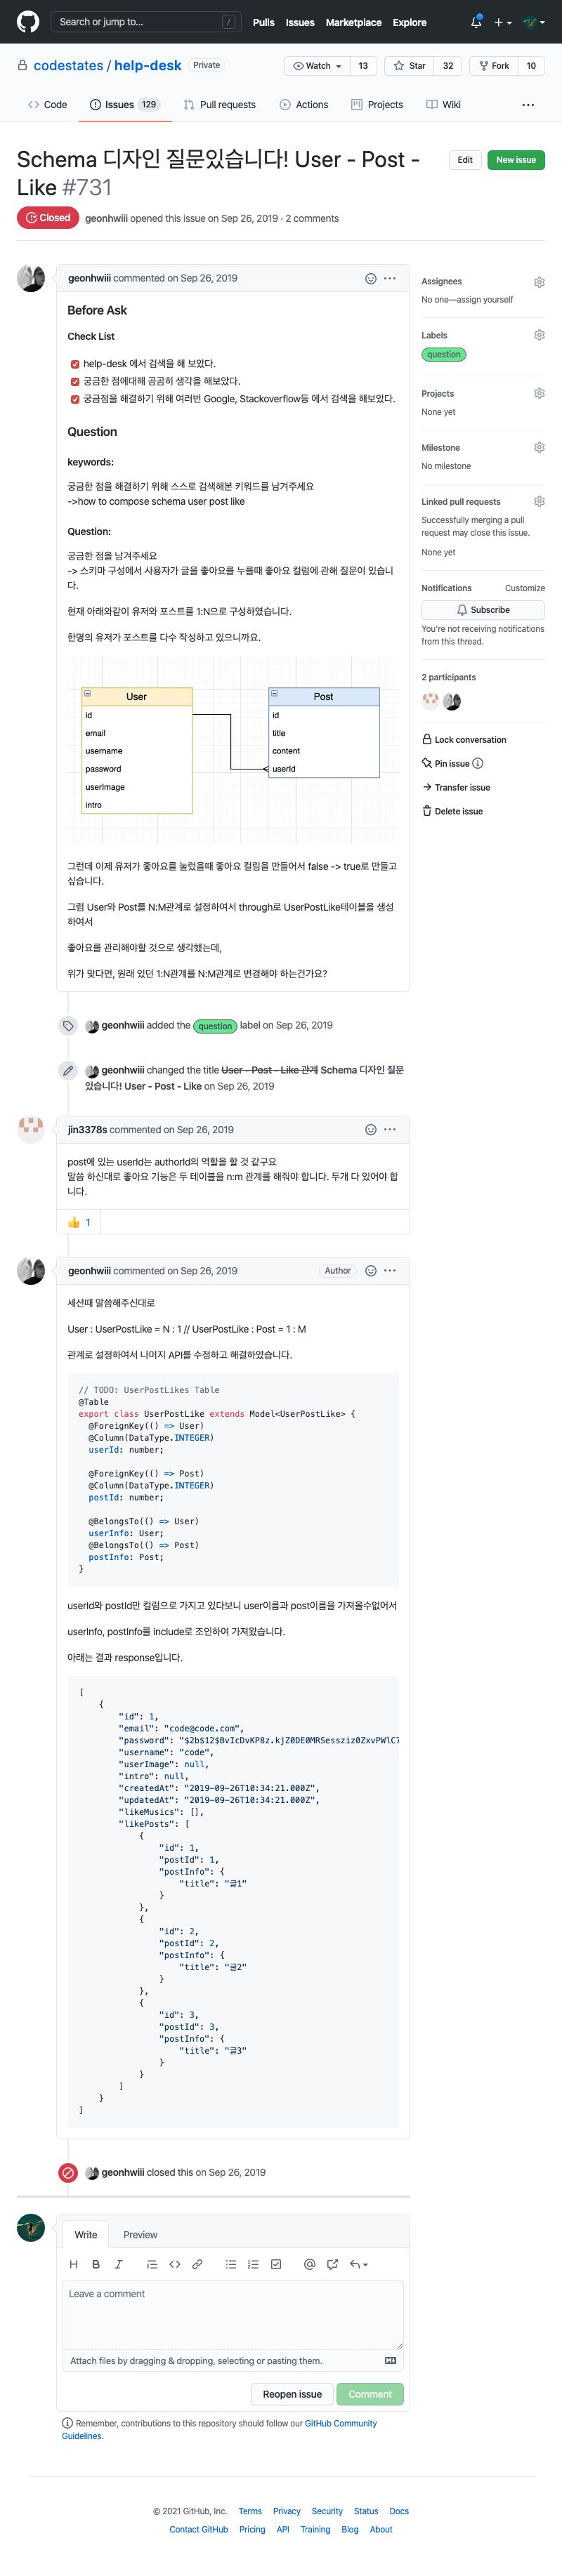 Search or jump to... /
Pulls Issues Marketplace Explore
codestates / help-desk Private
Watch 13 Star 32 Fork 10
Code Issues 129 Pull requests Actions Projects Wiki ...
Schema 디자인 질문있습니다! User - Post -
Like #731
Edit New issue
Closed geonhwiii opened this issue on Sep 26, 2019 · 2 comments
geonhwiii commented on Sep 26, 2019
Before Ask
Check List
help-desk 에서 검색을 해 보았다.
궁금한 점에대해 곰곰히 생각을 해보았다.
궁금점을 해결하기 위해 여러번 Google, Stackoverflow등 에서 검색을 해보았다.
Question
keywords:
궁금한 점을 해결하기 위해 스스로 검색해본 키워드를 남겨주세요
->how to compose schema user post like
Question:
궁금한 점을 남겨주세요
-> 스키마 구성에서 사용자가 글을 좋아요를 누를때 좋아요 컬럼에 관해 질문이 있습니
다.
현재 아래와같이 유저와 포스트를 1:N으로 구성하였습니다.
한명의 유저가 포스트를 다수 작성하고 있으니까요.
User
id
email
username
password
userImage
intro
Post
id
title
content
userId
그런데 이제 유저가 좋아요를 눌렀을때 좋아요 컬림을 만들어서 false -> true로 만들고
싶습니다.
그럼 User와 Post를 N:M관계로 설정하여서 through로 UserPostLike테이블을 생성
하여서
좋아요를 관리해야할 것으로 생각했는데,
위가 맞다면, 원래 있던 1:N관계를 N:M관계로 변경해야 하는건가요?
Assignees
No one—assign yourself
Labels
question
Projects
None yet
Milestone
No milestone
Linked pull requests
Successfully merging a pull
request may close this issue.
None yet
Notifications Customize
Subscribe
You're not receiving notifications
from this thread.
2 participants
Lock conversation
Pin issue
Transfer issue
Delete issue
geonhwiii added the question label on Sep 26, 2019
geonhwiii changed the title User - Post - Like 관계 Schema 디자인 질문
있습니다! User - Post - Like on Sep 26, 2019
jin3378s commented on Sep 26, 2019
post에 있는 userId는 authorId의 역할을 할 것 같구요
말씀 하신대로 좋아요 기능은 두 테이블을 n:m 관계를 해줘야 합니다. 두개 다 있어야 합
니다.
👍 1
geonhwiii commented on Sep 26, 2019 Author
세션때 말씀해주신대로
User : UserPostLike = N : 1 // UserPostLike : Post = 1 : M
관계로 설정하여서 나머지 API를 수정하고 해결하였습니다.
// TODO: UserPostLikes Table
@Table
export class UserPostLike extends Model<UserPostLike> {
@ForeignKey(() => User)
@Column(DataType.INTEGER)
userId: number;
@ForeignKey(() => Post)
@Column(DataType.INTEGER)
postId: number;
@BelongsTo(() => User)
userInfo: User;
@BelongsTo(() => Post)
postInfo: Post;
}
userId와 postId만 컬럼으로 가지고 있다보니 user이름과 post이름을 가져올수없어서
userInfo, postInfo를 include로 조인하여 가져왔습니다.
아래는 결과 response입니다.
[
{
"id": 1,
"email": "code@code.com",
"password": "$2b$12$BvIcDvKP8z.kjZ0DE0MRSessziz0ZxvPWlC7
"username": "code",
"userImage": null,
"intro": null,
"createdAt": "2019-09-26T10:34:21.000Z",
"updatedAt": "2019-09-26T10:34:21.000Z",
"likeMusics": [],
"likePosts": [
{
"id": 1,
"postId": 1,
"postInfo": {
"title": "글1"
}
},
{
"id": 2,
"postId": 2,
"postInfo": {
"title": "글2"
}
},
{
"id": 3,
"postId": 3,
"postInfo": {
"title": "글3"
}
}
]
}
]
geonhwiii closed this on Sep 26, 2019
Write Preview
H B I
Leave a comment
Attach files by dragging & dropping, selecting or pasting them.
Reopen issue Comment
Remember, contributions to this repository should follow our GitHub Community
Guidelines.
© 2021 GitHub, Inc. Terms Privacy Security Status Docs
Contact GitHub Pricing API Training Blog About